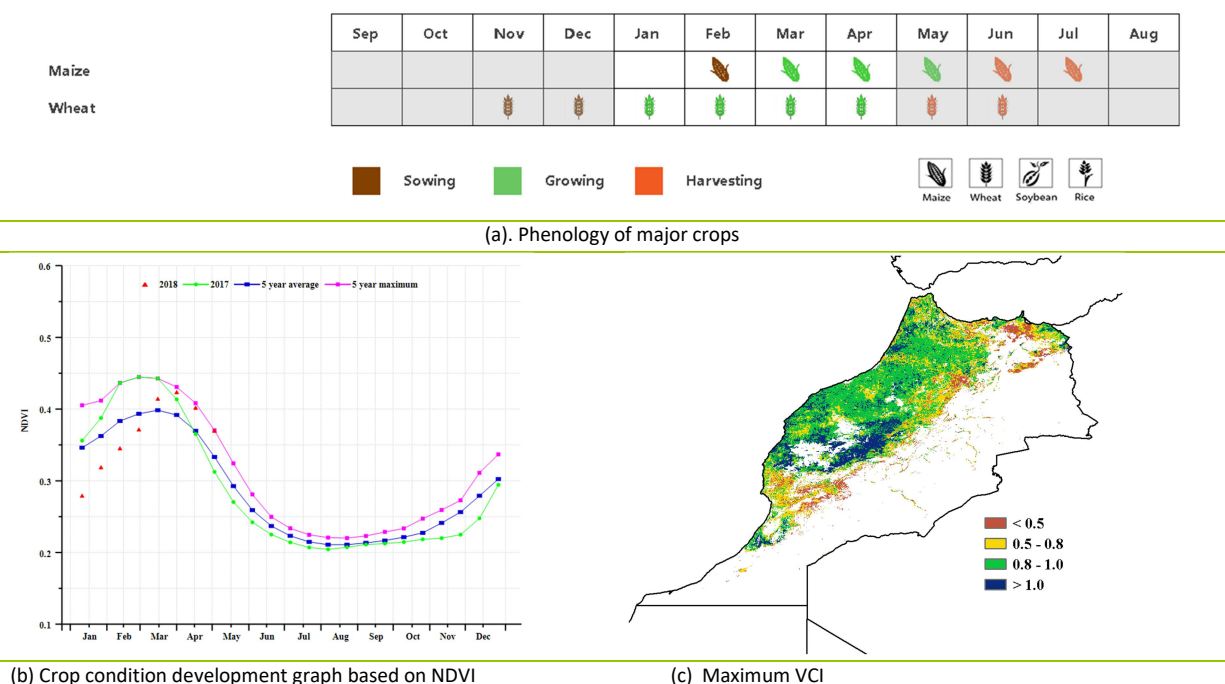 Sep Oct Nov Dec Jan Feb Mar Apr May Jun Jul Aug
Maize
Wheat
Sowing Growing Harvesting
Maize Wheat Soybean Rice
(a). Phenology of major crops
0.6
2018 2017 5 year average 5 year maximum
0.5
0.4
NDVI
0.3
0.2
0.1
Jan Feb Mar Apr May Jun Jul Aug Sep Oct Nov Dec
< 0.5
0.5 - 0.8
0.8 - 1.0
> 1.0
(b) Crop condition development graph based on NDVI
(c) Maximum VCI